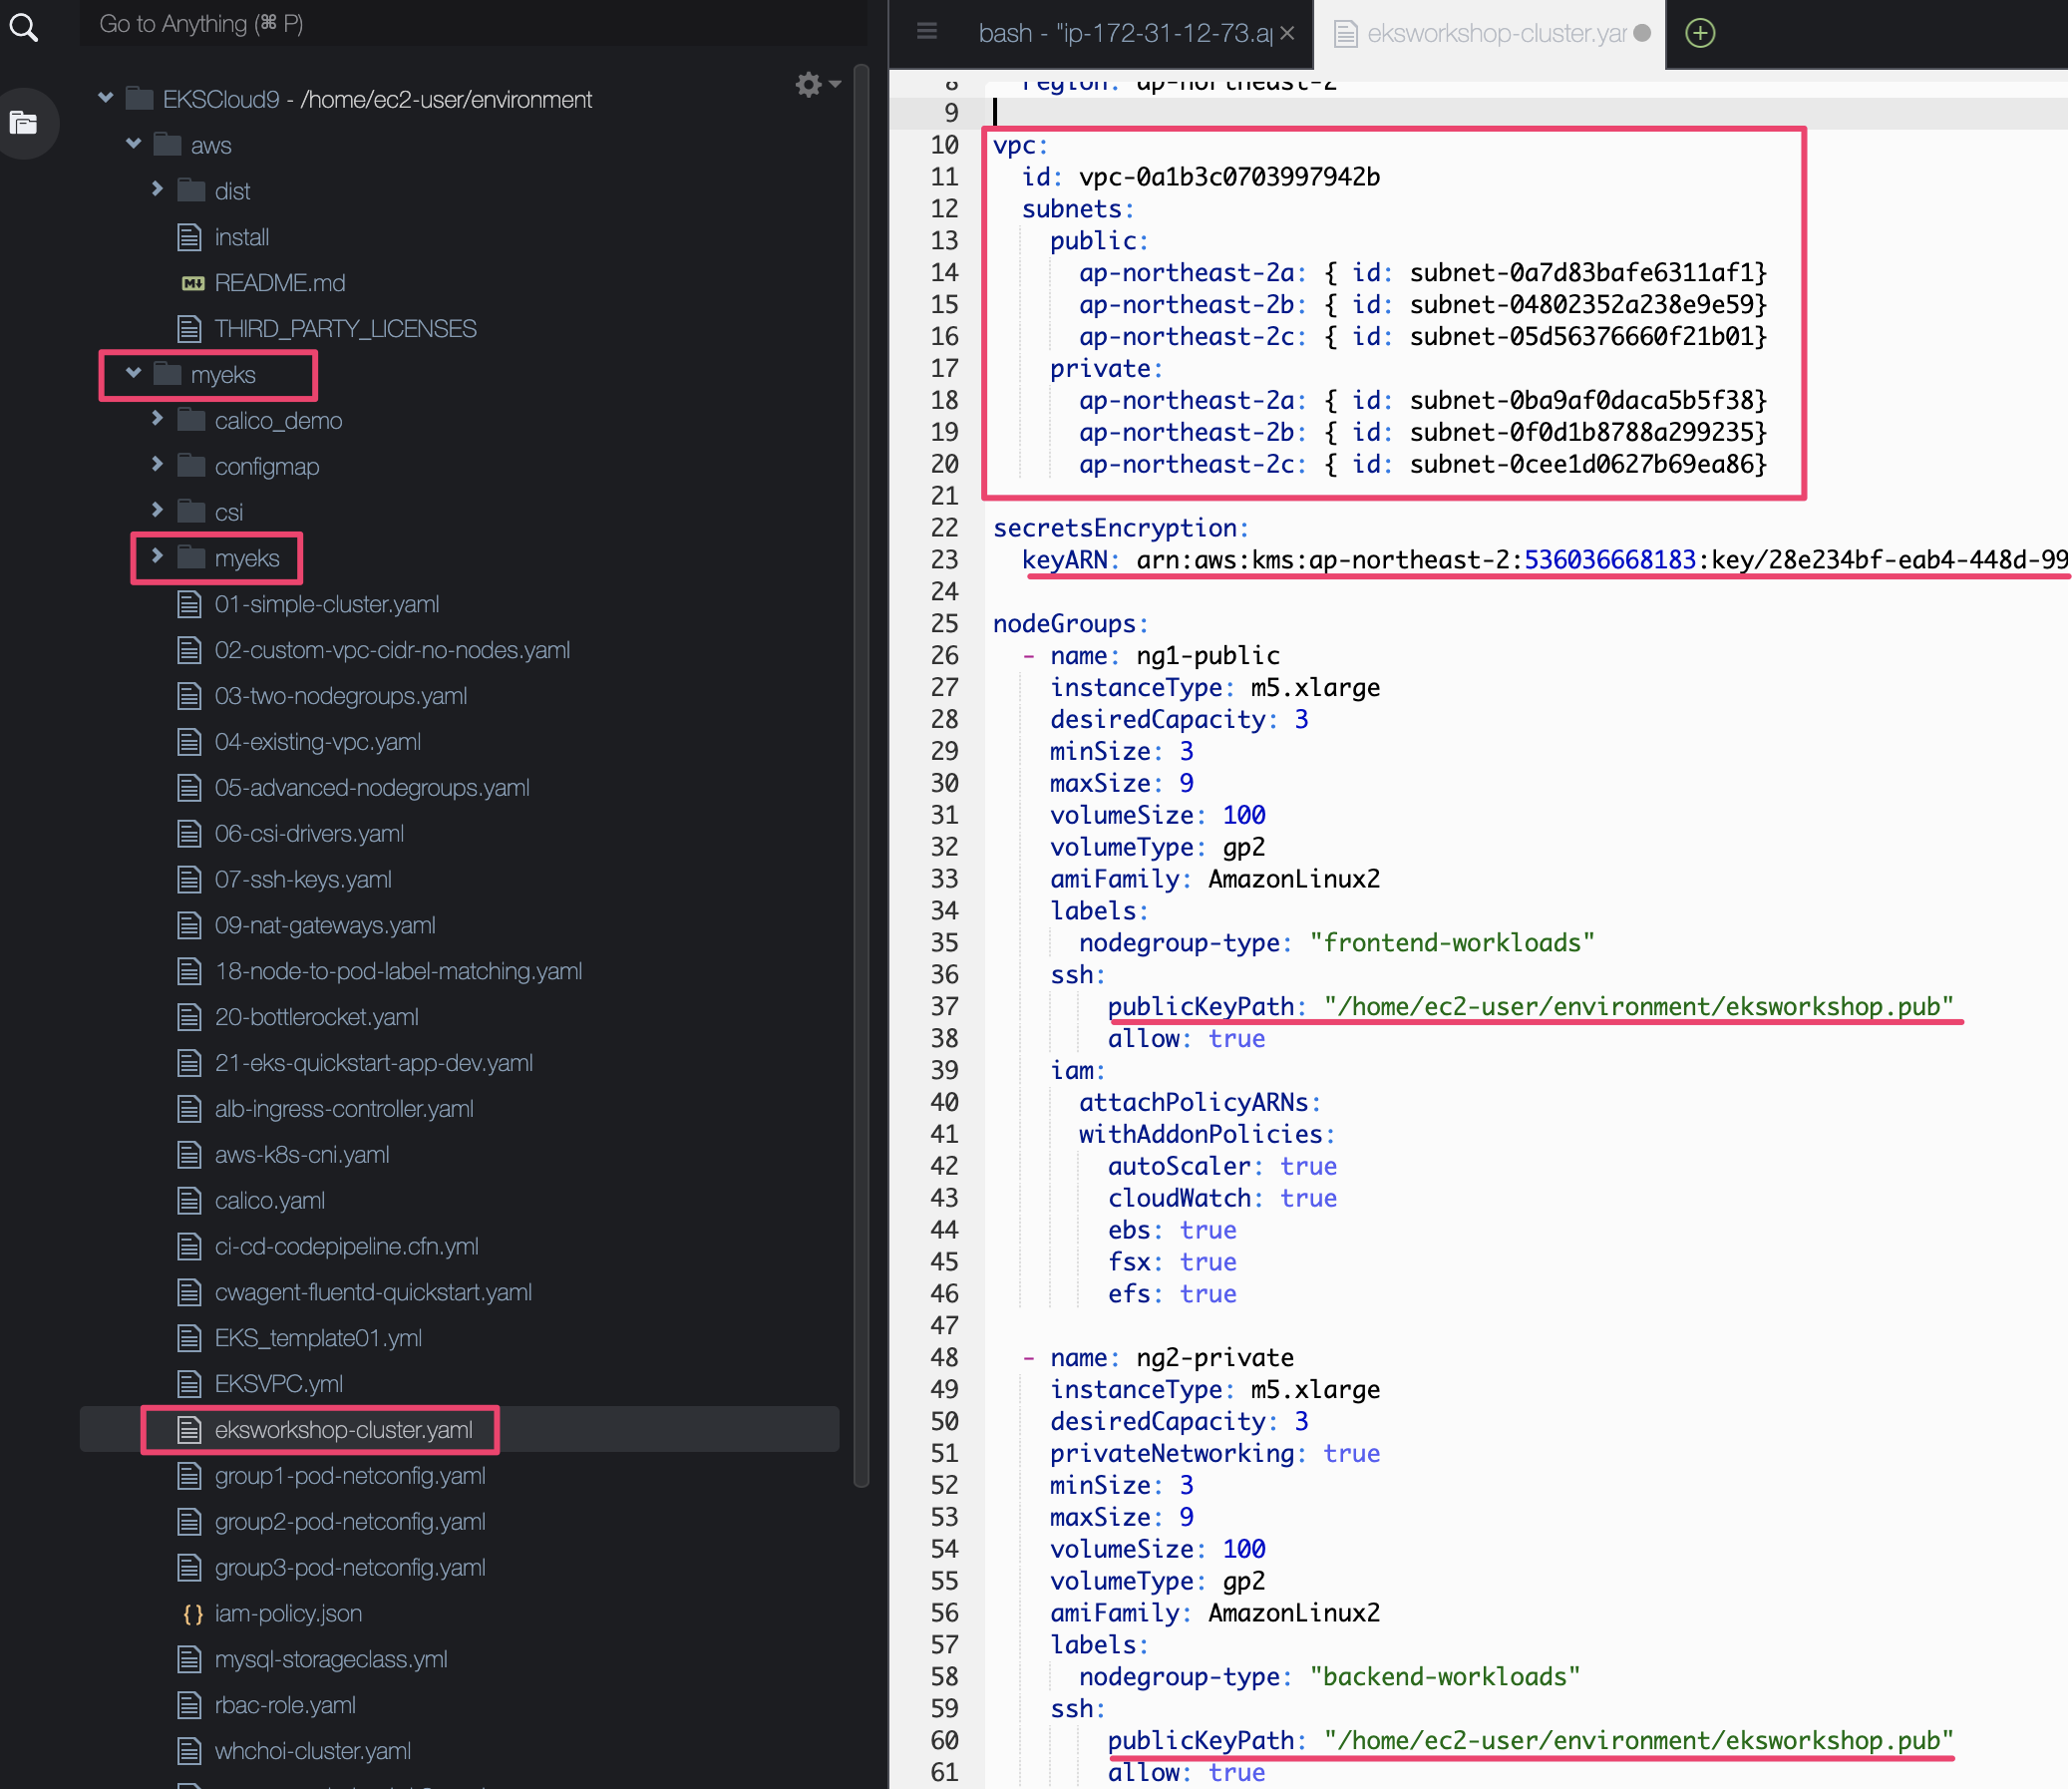 Go to Anything (⌘ P)
EKSCloud9 - /home/ec2-user/environment
aws
dist
install
README.md
THIRD_PARTY_LICENSES
myeks
calico_demo
configmap
csi
myeks
01-simple-cluster.yaml
02-custom-vpc-cidr-no-nodes.yaml
03-two-nodegroups.yaml
04-existing-vpc.yaml
05-advanced-nodegroups.yaml
06-csi-drivers.yaml
07-ssh-keys.yaml
09-nat-gateways.yaml
18-node-to-pod-label-matching.yaml
20-bottlerocket.yaml
21-eks-quickstart-app-dev.yaml
alb-ingress-controller.yaml
aws-k8s-cni.yaml
calico.yaml
ci-cd-codepipeline.cfn.yml
cwagent-fluentd-quickstart.yaml
EKS_template01.yml
EKSVPC.yml
eksworkshop-cluster.yaml
group1-pod-netconfig.yaml
group2-pod-netconfig.yaml
group3-pod-netconfig.yaml
iam-policy.json
mysql-storageclass.yml
rbac-role.yaml
whchoi-cluster.yaml
bash - "ip-172-31-12-73.ap
eksworkshop-cluster.yar
8 region: ap-northeast-2
9
10 vpc:
11 id: vpc-0a1b3c0703997942b
12 subnets:
13 public:
14 ap-northeast-2a: { id: subnet-0a7d83bafe6311af1}
15 ap-northeast-2b: { id: subnet-04802352a238e9e59}
16 ap-northeast-2c: { id: subnet-05d56376660f21b01}
17 private:
18 ap-northeast-2a: { id: subnet-0ba9af0daca5b5f38}
19 ap-northeast-2b: { id: subnet-0f0d1b8788a299235}
20 ap-northeast-2c: { id: subnet-0cee1d0627b69ea86}
21
22 secretsEncryption:
23 keyARN: arn:aws:kms:ap-northeast-2:536036668183:key/28e234bf-eab4-448d-99
24
25 nodeGroups:
26 - name: ng1-public
27 instanceType: m5.xlarge
28 desiredCapacity: 3
29 minSize: 3
30 maxSize: 9
31 volumeSize: 100
32 volumeType: gp2
33 amiFamily: AmazonLinux2
34 labels:
35 nodegroup-type: "frontend-workloads"
36 ssh:
37 publicKeyPath: "/home/ec2-user/environment/eksworkshop.pub"
38 allow: true
39 iam:
40 attachPolicyARNs:
41 withAddonPolicies:
42 autoScaler: true
43 cloudWatch: true
44 ebs: true
45 fsx: true
46 efs: true
47
48 - name: ng2-private
49 instanceType: m5.xlarge
50 desiredCapacity: 3
51 privateNetworking: true
52 minSize: 3
53 maxSize: 9
54 volumeSize: 100
55 volumeType: gp2
56 amiFamily: AmazonLinux2
57 labels:
58 nodegroup-type: "backend-workloads"
59 ssh:
60 publicKeyPath: "/home/ec2-user/environment/eksworkshop.pub"
61 allow: true